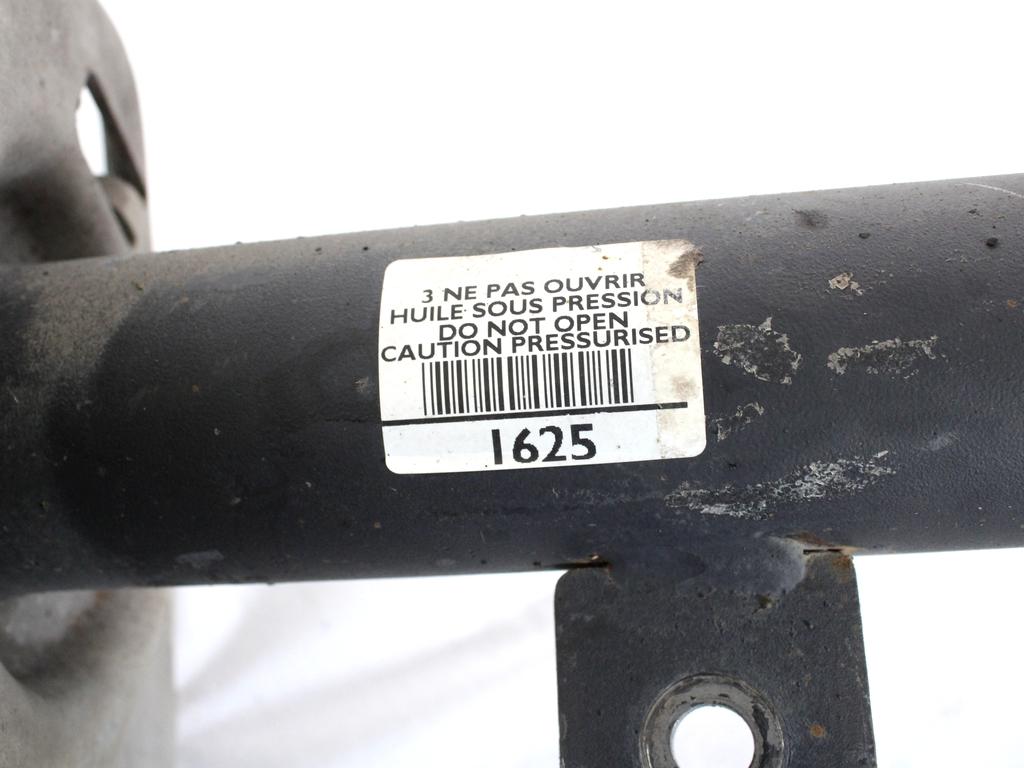 3 NE PAS OUVRIR
HUILE SOUS PRESSION
DO NOT OPEN
CAUTION PRESSURISED
1625